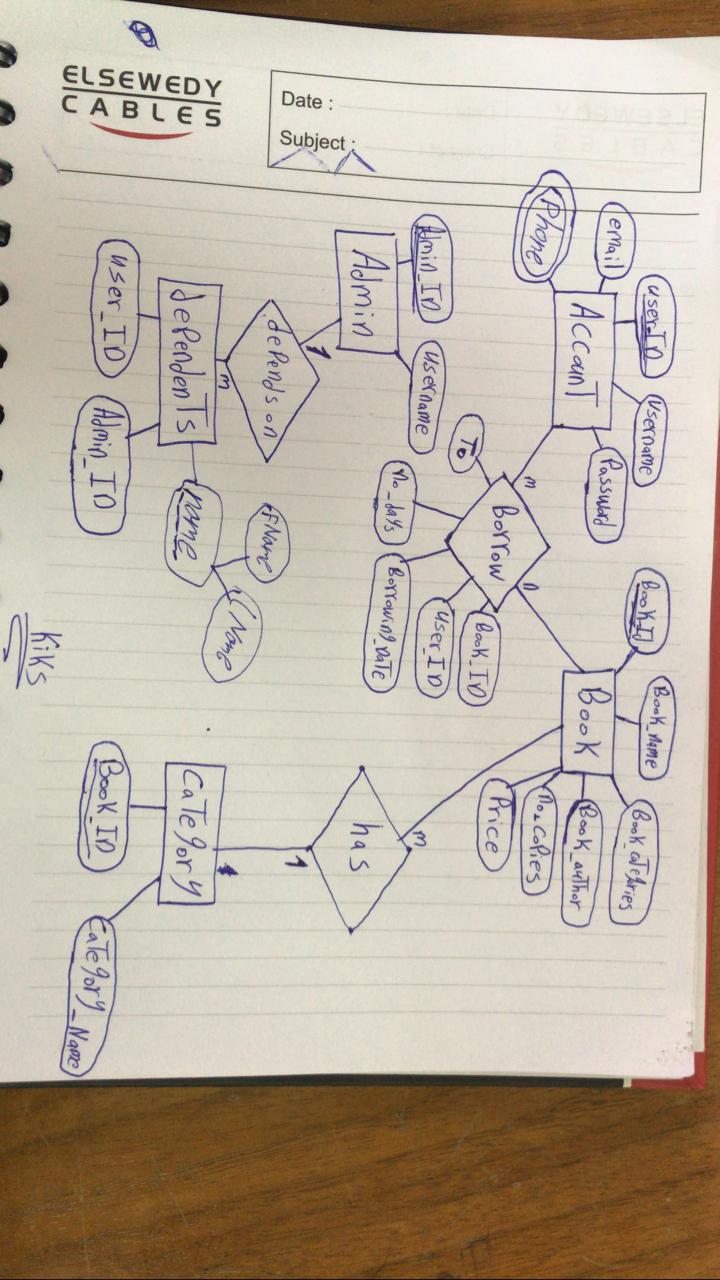 user_ID
Username
email
Account
Password
Phone
Book_Id
Book_name
Book_categories
Book
Book_author
no_copies
Price
m
n
Borrow
To
Book_ID
User_ID
no_days
Borrowing_Date
Admin_ID
Username
Admin
1
depends on
m
dependents
name
FName
LName
user_ID
Admin_ID
m
has
1
1
category
Book_ID
Category_Name
KiKs
Date :
Subject :
ELSEWEDY
CABLES